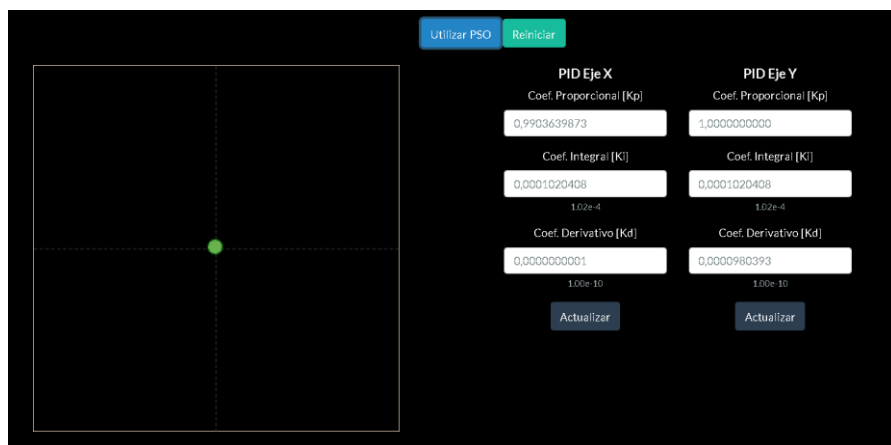 Utilizar PSO Reiniciar
PID Eje X PID Eje Y
Coef. Proporcional [Kp] Coef. Proporcional [Kp]
0,9903639873 1,0000000000
Coef. Integral [Ki] Coef. Integral [Ki]
0,0001020408 0,0001020408
1.02e-4 1.02e-4
Coef. Derivativo [Kd] Coef. Derivativo [Kd]
0,0000000001 0,0000980393
1.00e-10 1.00e-10
Actualizar Actualizar